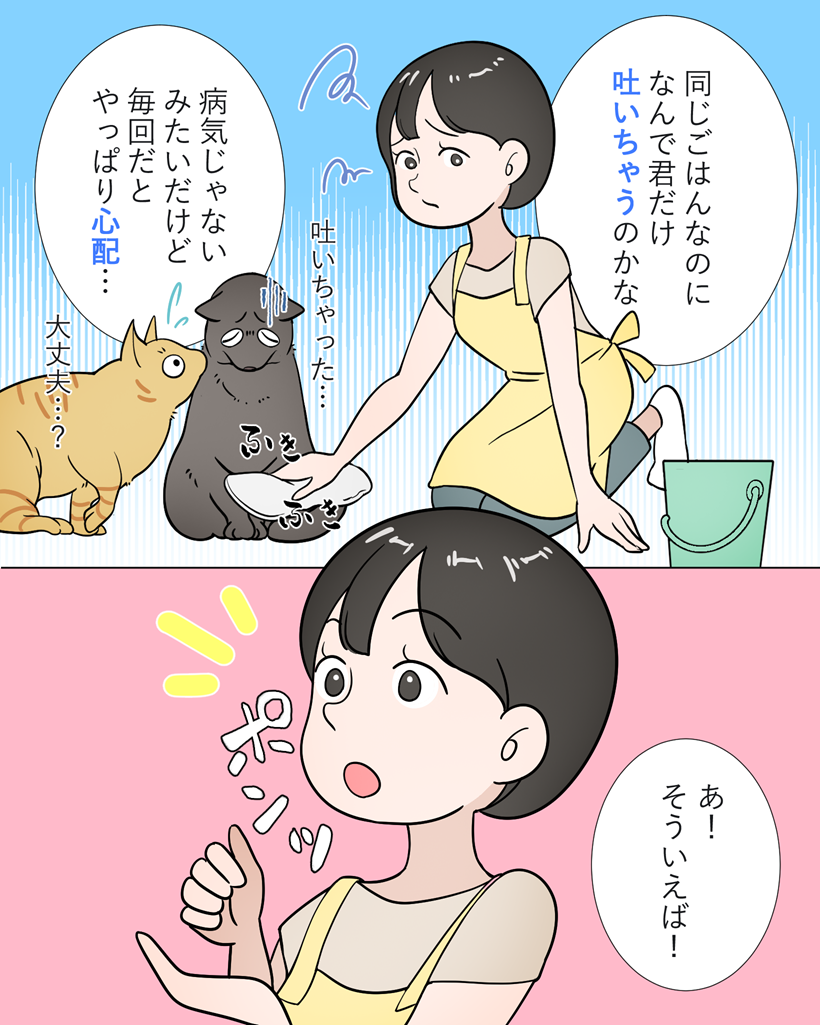 同じごはんなのに
なんで君だけ
吐いちゃうのかな
病気じゃない
みたいだけど
毎回だと
やっぱり心配…
吐いちゃった…
大丈夫…？
ふき
ふき
ポンッ
あ！
そういえば！